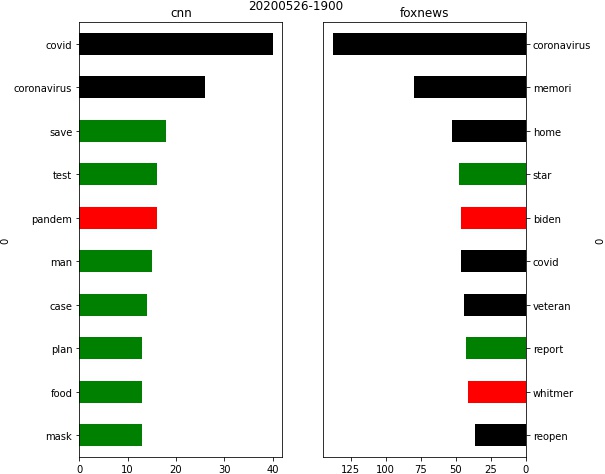 20200526-1900
cnn
covid
coronavirus
save
test
pandem
man
case
plan
food
mask
0 10 20 30 40
0
foxnews
coronavirus
memori
home
star
biden
covid
veteran
report
whitmer
reopen
125 100 75 50 25 0
0